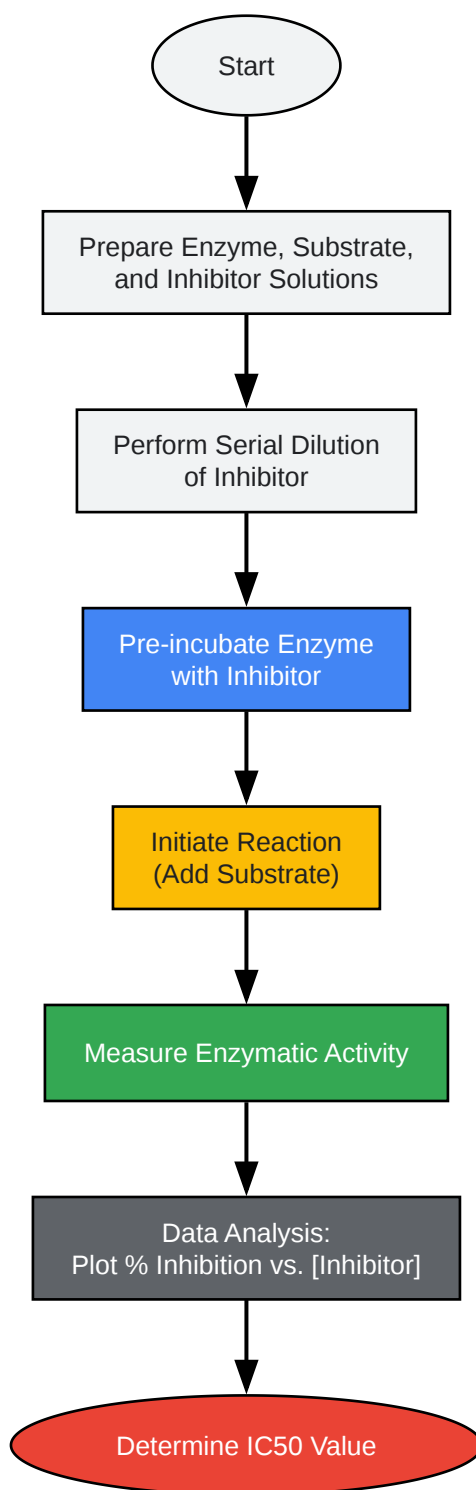 Start
Prepare Enzyme, Substrate,
and Inhibitor Solutions
Perform Serial Dilution
of Inhibitor
Pre-incubate Enzyme
with Inhibitor
Initiate Reaction
(Add Substrate)
Measure Enzymatic Activity
Data Analysis:
Plot % Inhibition vs. [Inhibitor]
Determine IC50 Value